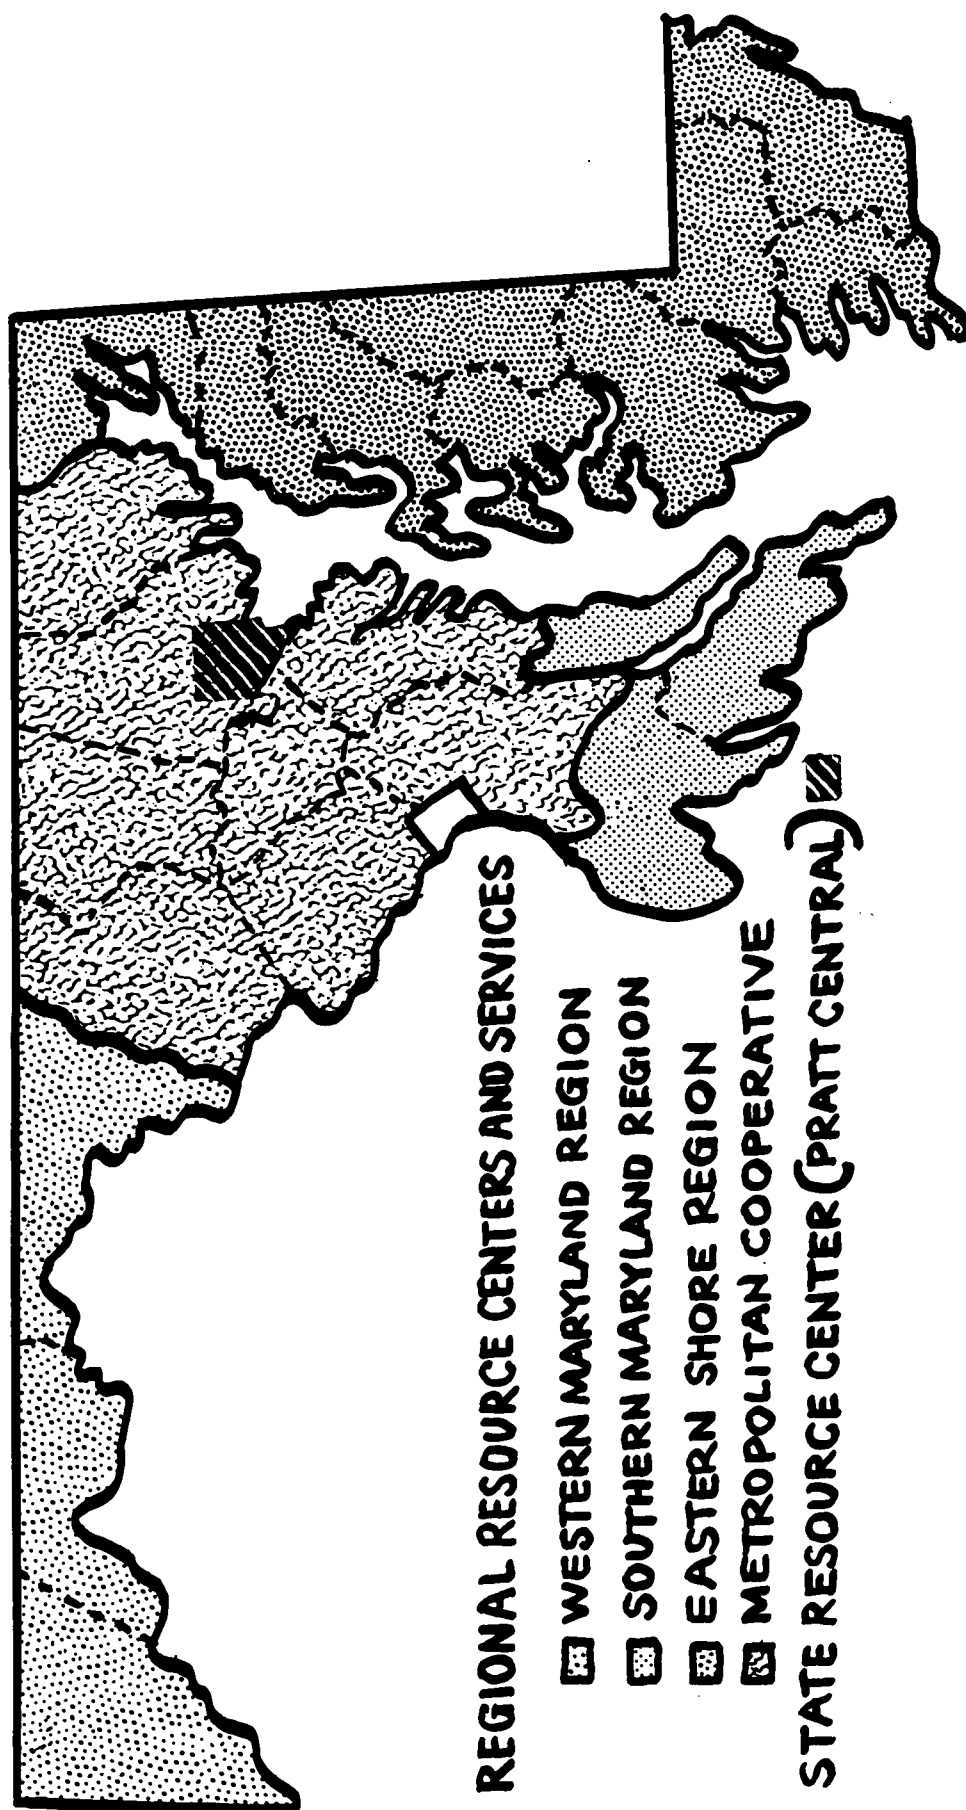 REGIONAL RESOURCE CENTERS AND SERVICES
WESTERN MARYLAND REGION
SOUTHERN MARYLAND REGION
EASTERN SHORE REGION
METROPOLITAN COOPERATIVE
STATE RESOURCE CENTER (PRATT CENTRAL)